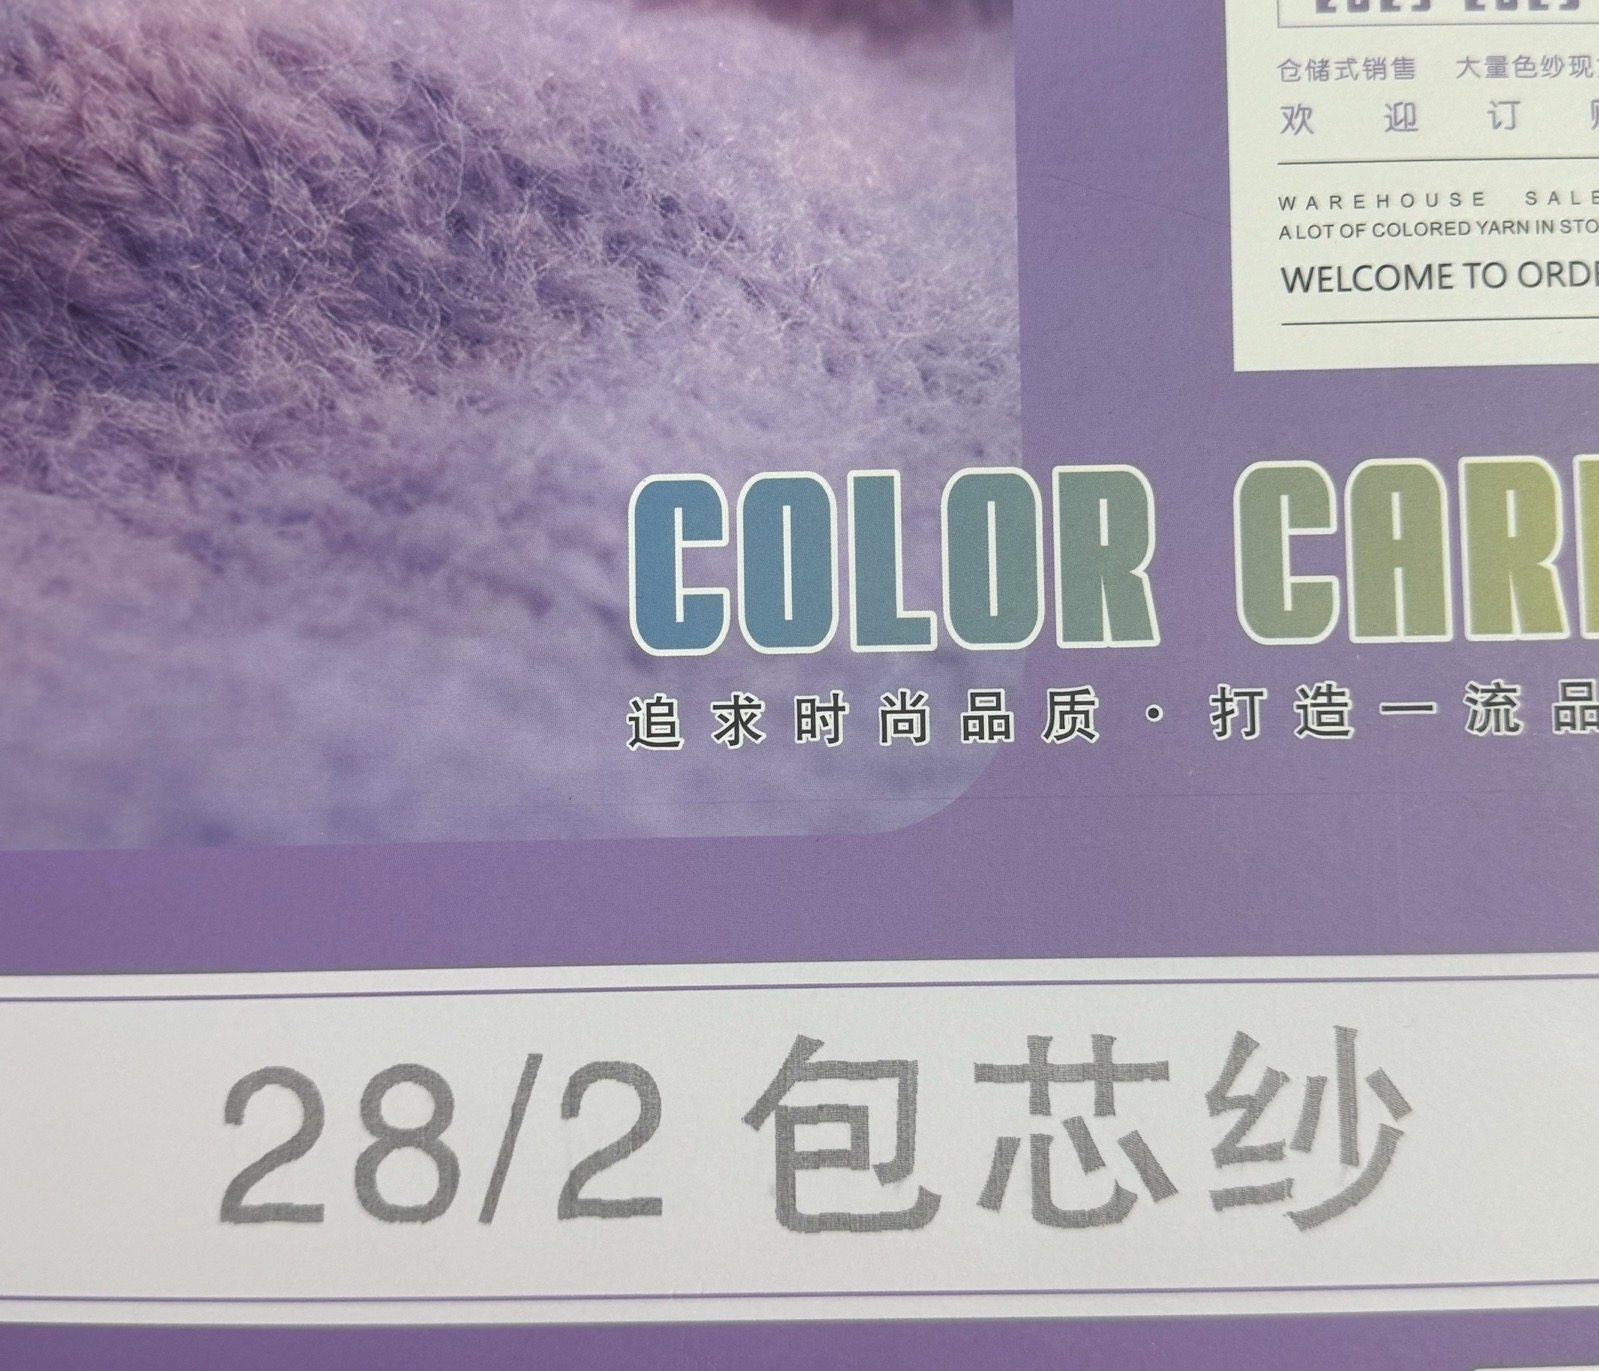 仓储式销售 大量色纱现
欢迎订
WAREHOUSE SALE
A LOT OF COLORED YARN IN STO
WELCOME TO ORDE
COLOR CAR
追求时尚品质·打造一流品
28/2 包芯纱